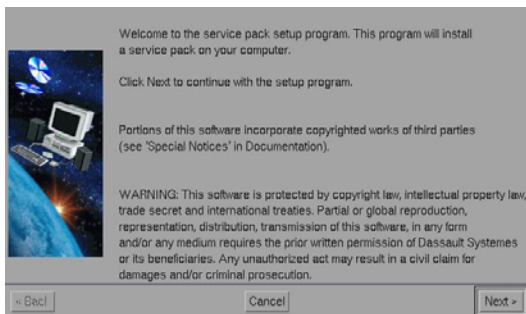 Welcome to the service pack setup program. This program will install
a service pack on your computer.
Click Next to continue with the setup program.
Portions of this software incorporate copyrighted works of third parties
(see 'Special Notices' in Documentation).
WARNING: This software is protected by copyright law, intellectual property law,
trade secret and international treaties. Partial or global reproduction,
representation, distribution, transmission of this software, in any form
and/or any medium requires the prior written permission of Dassault Systemes
or its beneficiaries. Any unauthorized act may result in a civil claim for
damages and/or criminal prosecution.
< Back Cancel Next >